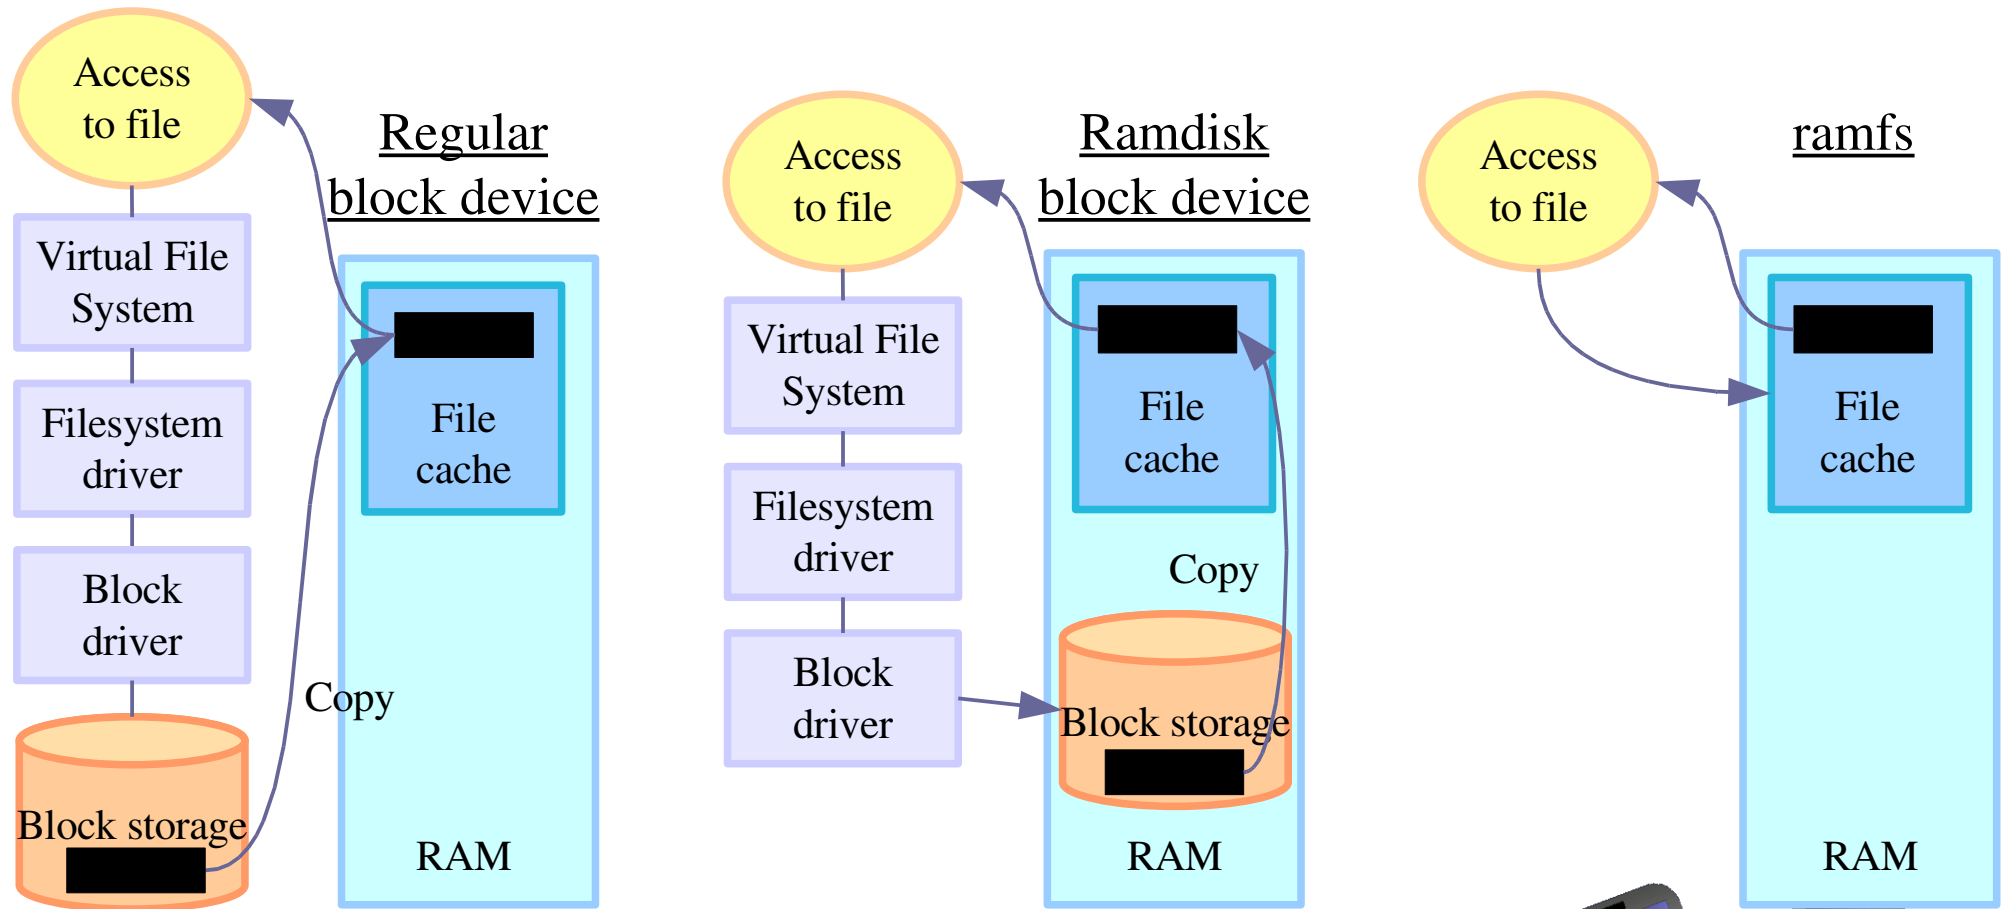 Access
to file
Regular
block device
Virtual File
System
Filesystem
driver
Block
driver
File
cache
Copy
Block storage
RAM
Access
to file
Ramdisk
block device
Virtual File
System
Filesystem
driver
Block
driver
File
cache
Copy
Block storage
RAM
Access
to file
ramfs
File
cache
RAM